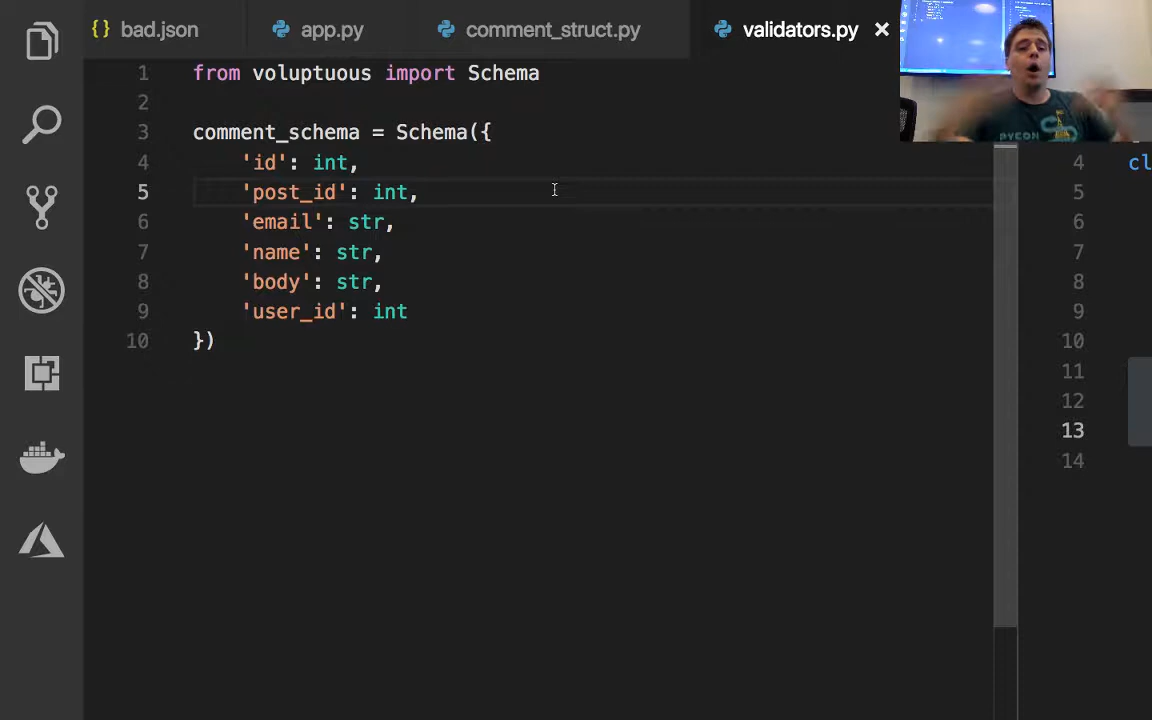 {} bad.json
app.py
comment_struct.py
validators.py ×
PYCON
1 from voluptuous import Schema
2
3 comment_schema = Schema({
4 'id': int,
5 'post_id': int,
6 'email': str,
7 'name': str,
8 'body': str,
9 'user_id': int
10 })
4 cl
5
6
7
8
9
10
11
12
13
14